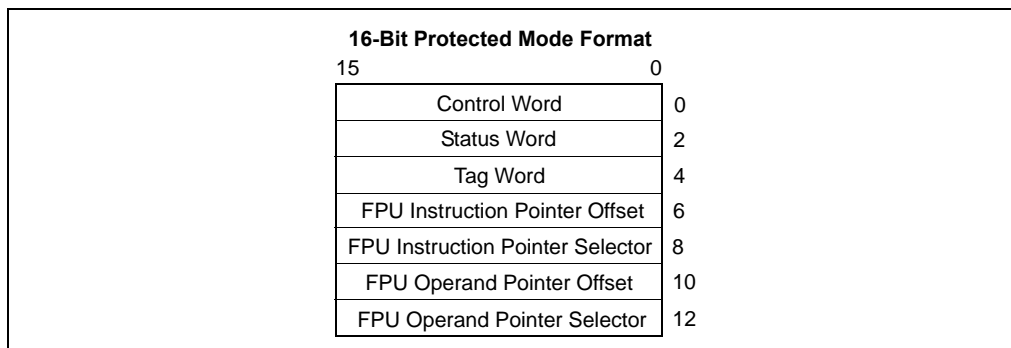 16-Bit Protected Mode Format
15 0
Control Word 0
Status Word 2
Tag Word 4
FPU Instruction Pointer Offset 6
FPU Instruction Pointer Selector 8
FPU Operand Pointer Offset 10
FPU Operand Pointer Selector 12